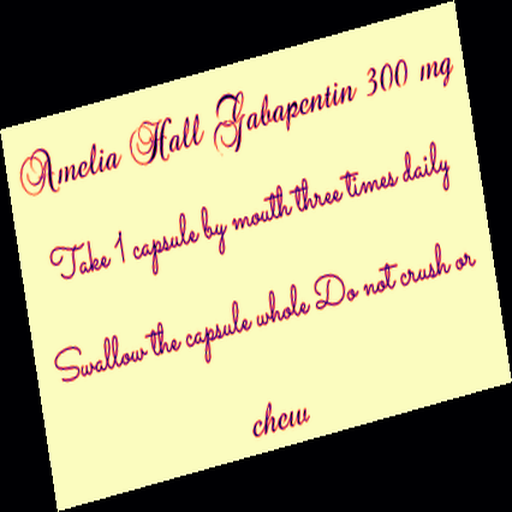 Amelia Hall Gabapentin 300 mg
Take 1 capsule by mouth three times daily
Swallow the capsule whole Do not crush or
chew